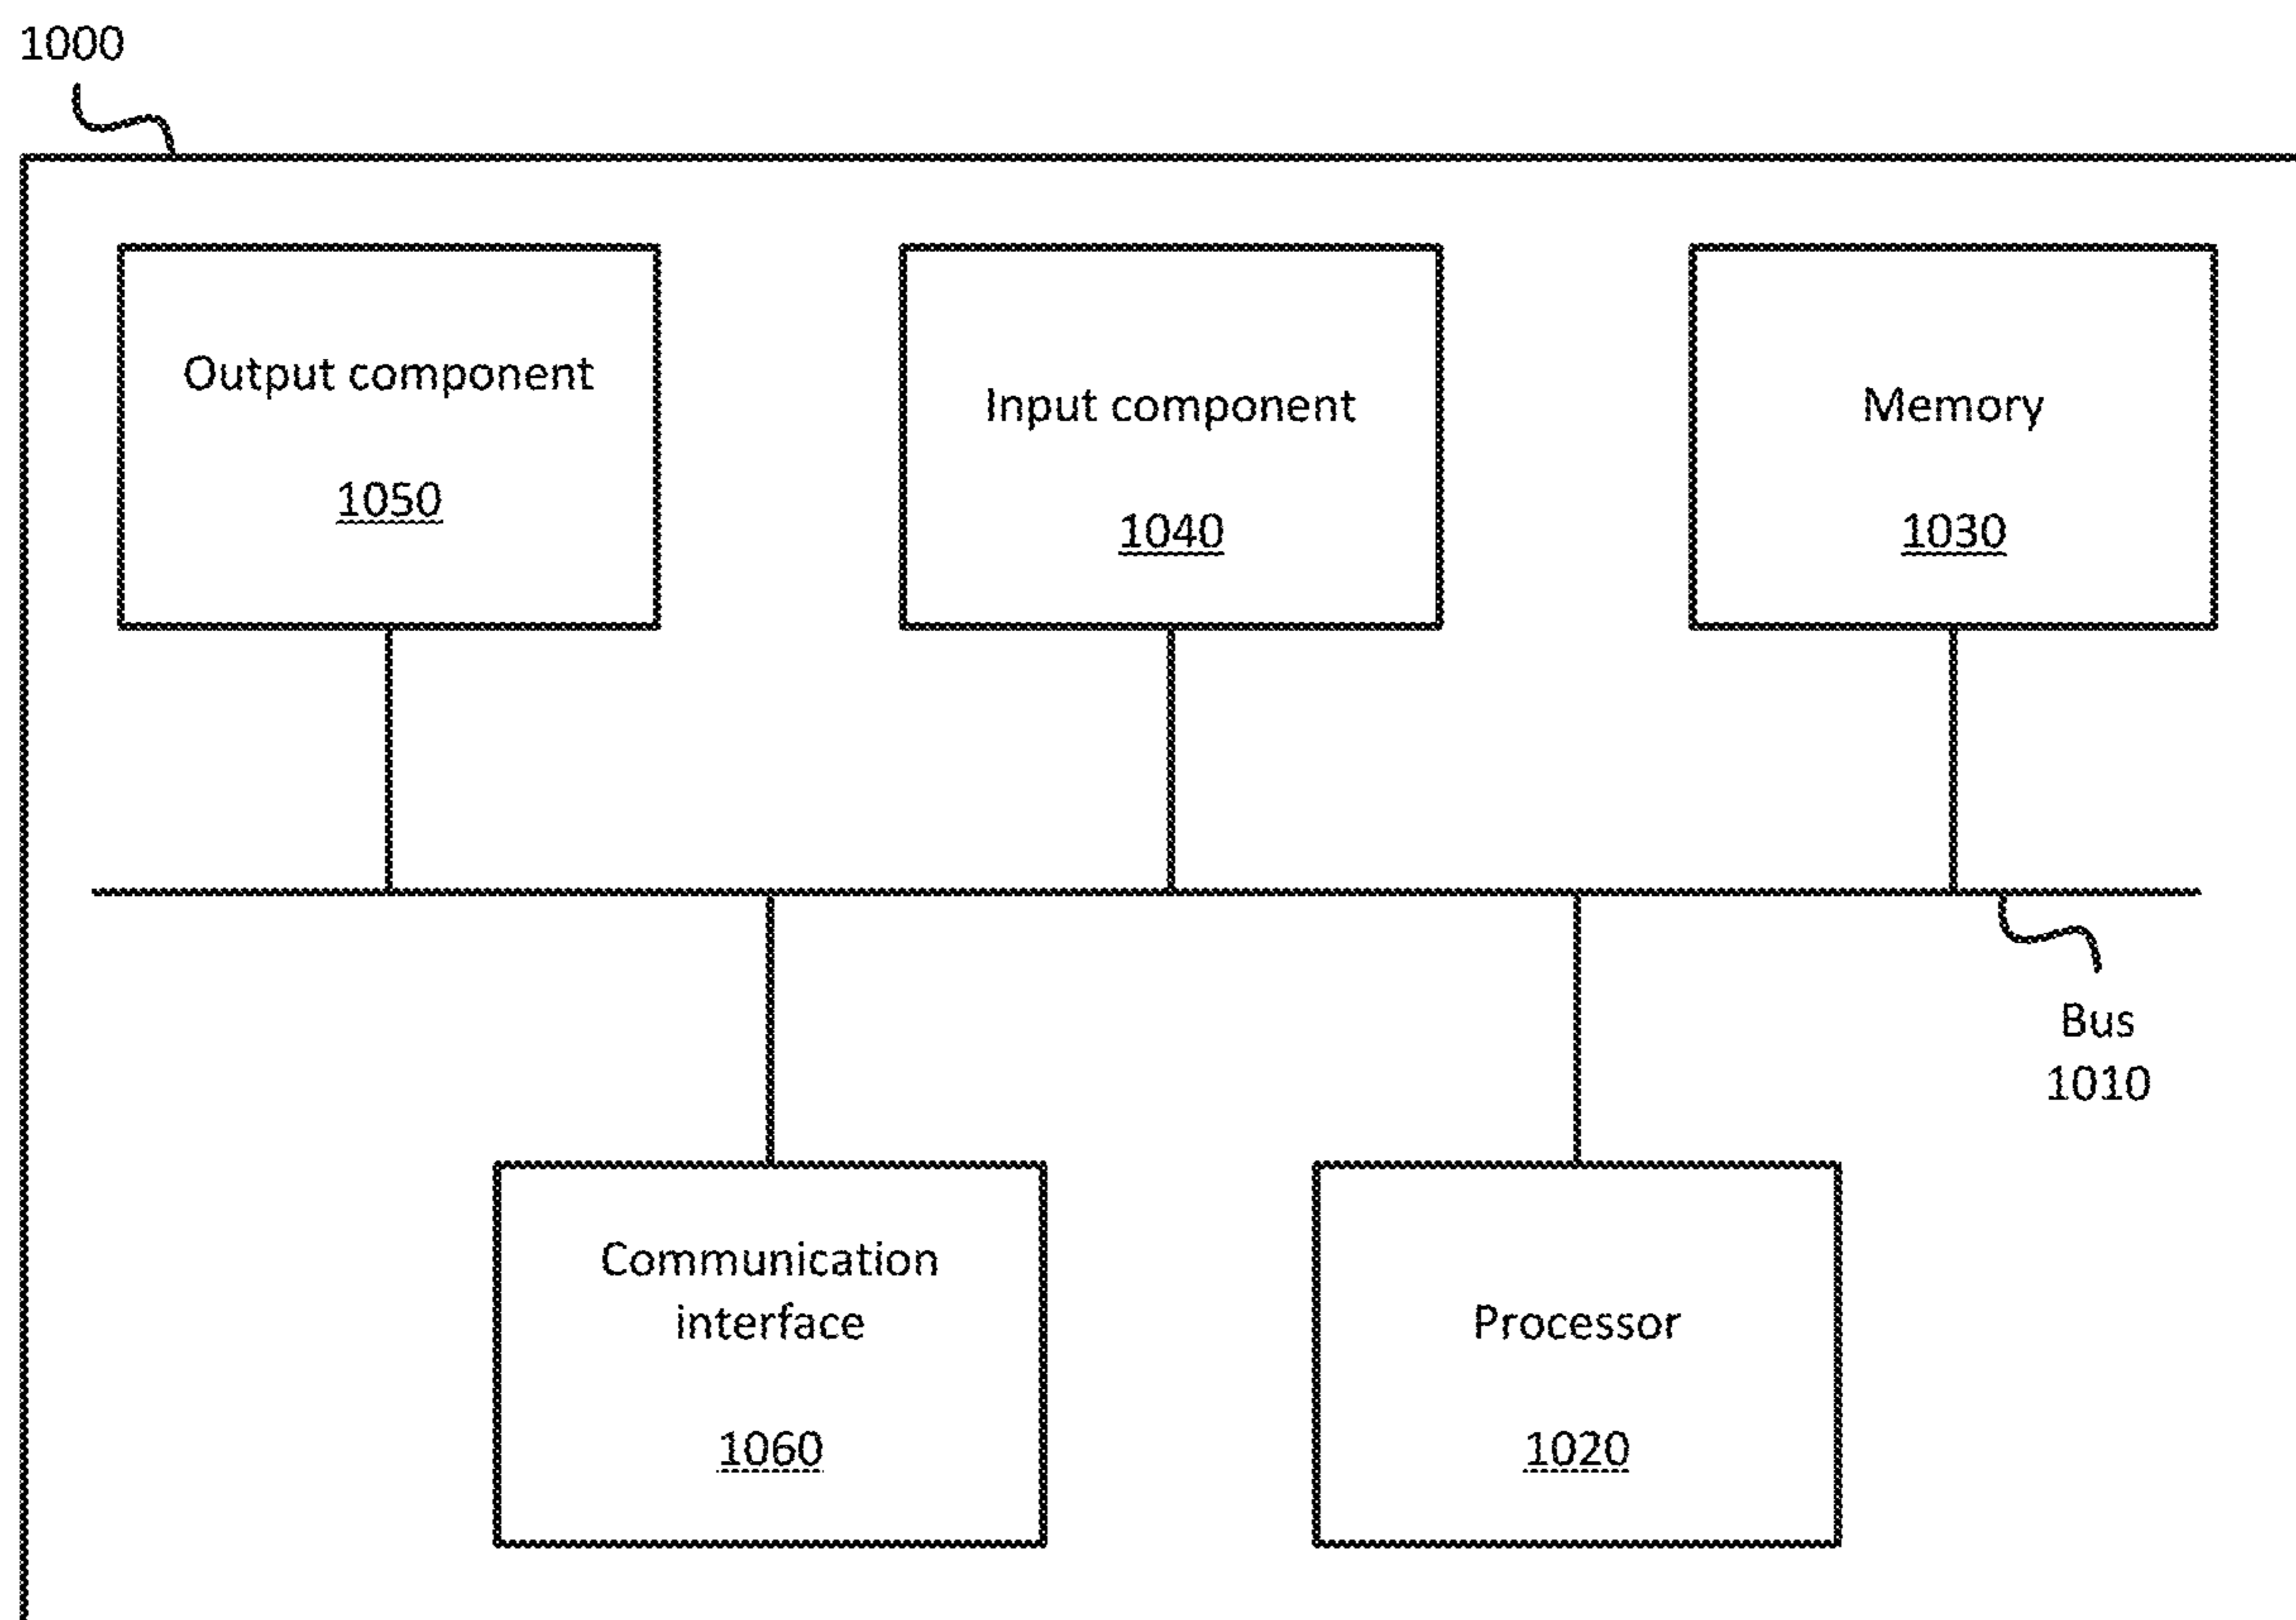 1000
Output component
1050
Input component
1040
Memory
1030
Bus
1010
Communication
interface
1060
Processor
1020